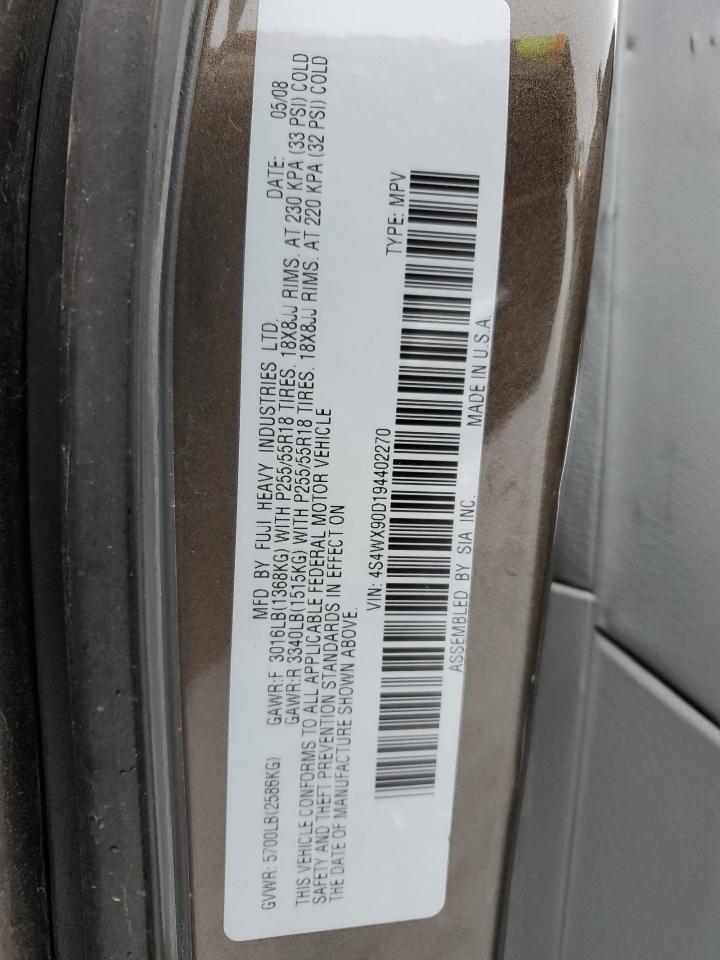 MFD BY FUJI HEAVY INDUSTRIES LTD. DATE: 05/08
GVWR: 5700LB(2586KG) GAWR:F 3016LB(1368KG) WITH P255/55R18 TIRES. 18X8JJ RIMS. AT 230 KPA (33 PSI) COLD
GAWR:R 3340LB(1515KG) WITH P255/55R18 TIRES. 18X8JJ RIMS. AT 220 KPA (32 PSI) COLD
THIS VEHICLE CONFORMS TO ALL APPLICABLE FEDERAL MOTOR VEHICLE
SAFETY AND THEFT PREVENTION STANDARDS IN EFFECT ON
THE DATE OF MANUFACTURE SHOWN ABOVE.
VIN: 4S4WX90D194402270 TYPE: MPV
ASSEMBLED BY SIA INC. MADE IN U.S.A.